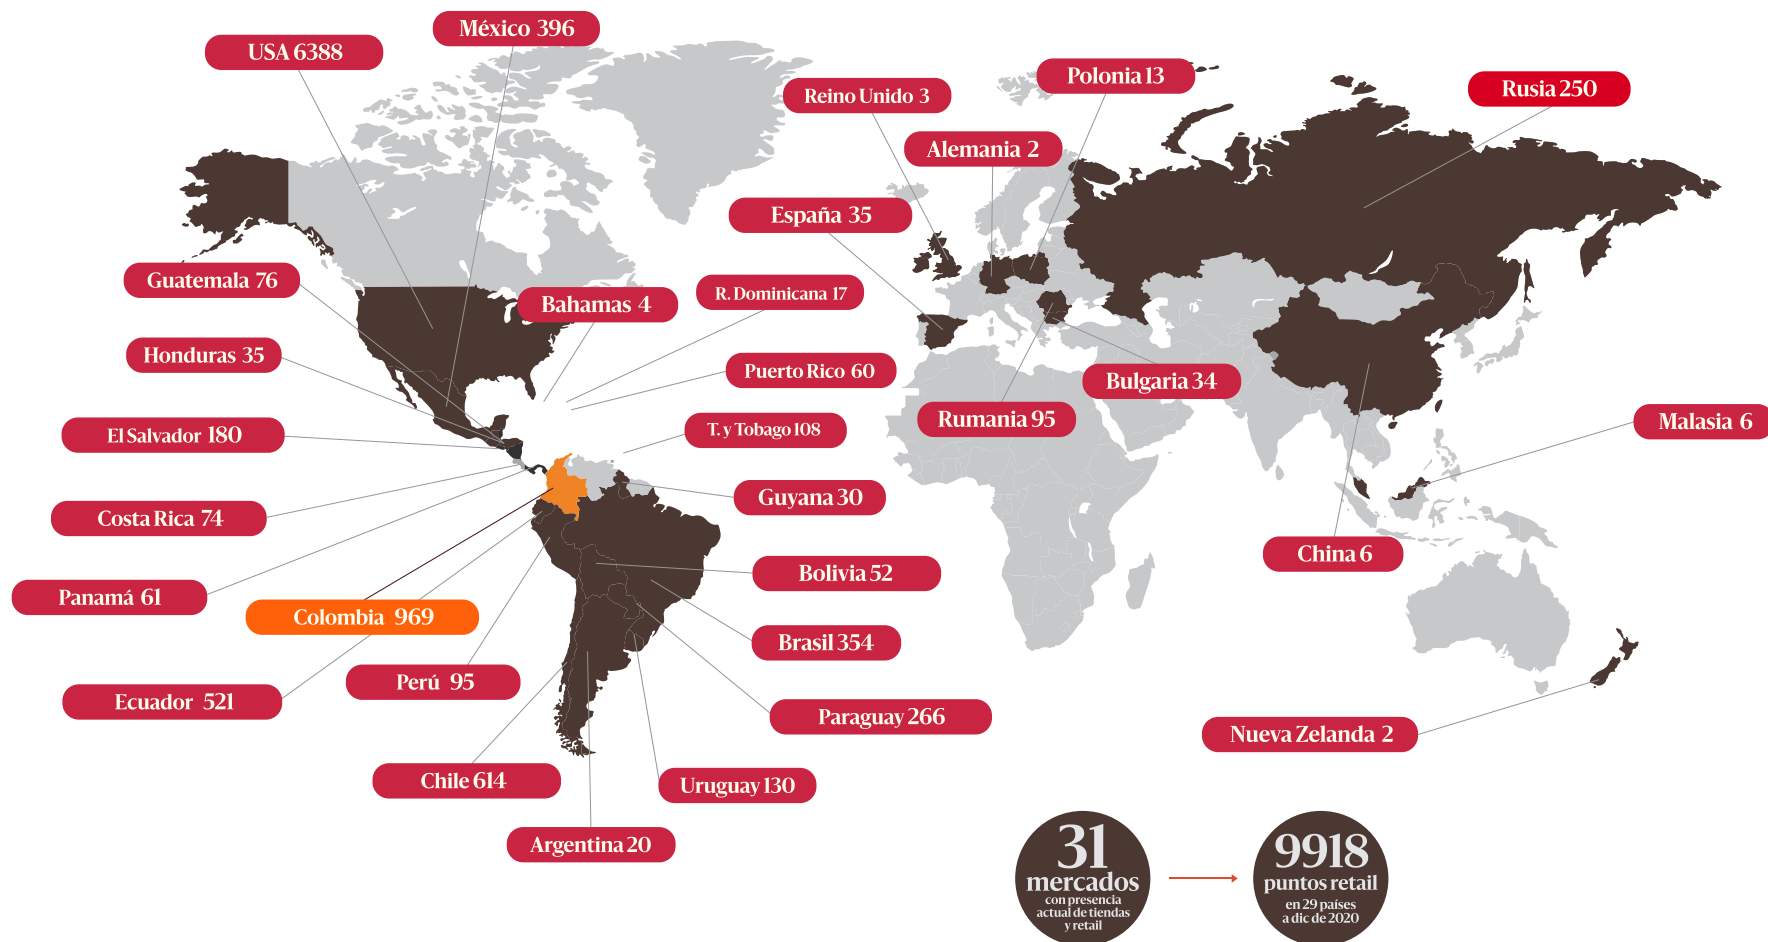 México 396
USA 6388
Polonia 13
Reino Unido 3
Rusia 250
Alemania 2
España 35
Guatemala 76
R. Dominicana 17
Bahamas 4
Honduras 35
Puerto Rico 60
Bulgaria 34
Rumania 95
Malasia 6
El Salvador 180
T. y Tobago 108
Guyana 30
Costa Rica 74
China 6
Bolivia 52
Panamá 61
Colombia 969
Brasil 354
Perú 95
Ecuador 521
Paraguay 266
Nueva Zelanda 2
Chile 614
Uruguay 130
Argentina 20
31
mercados
con presencia
actual de tiendas
y retail
9918
puntos retail
en 29 países
a dic de 2020